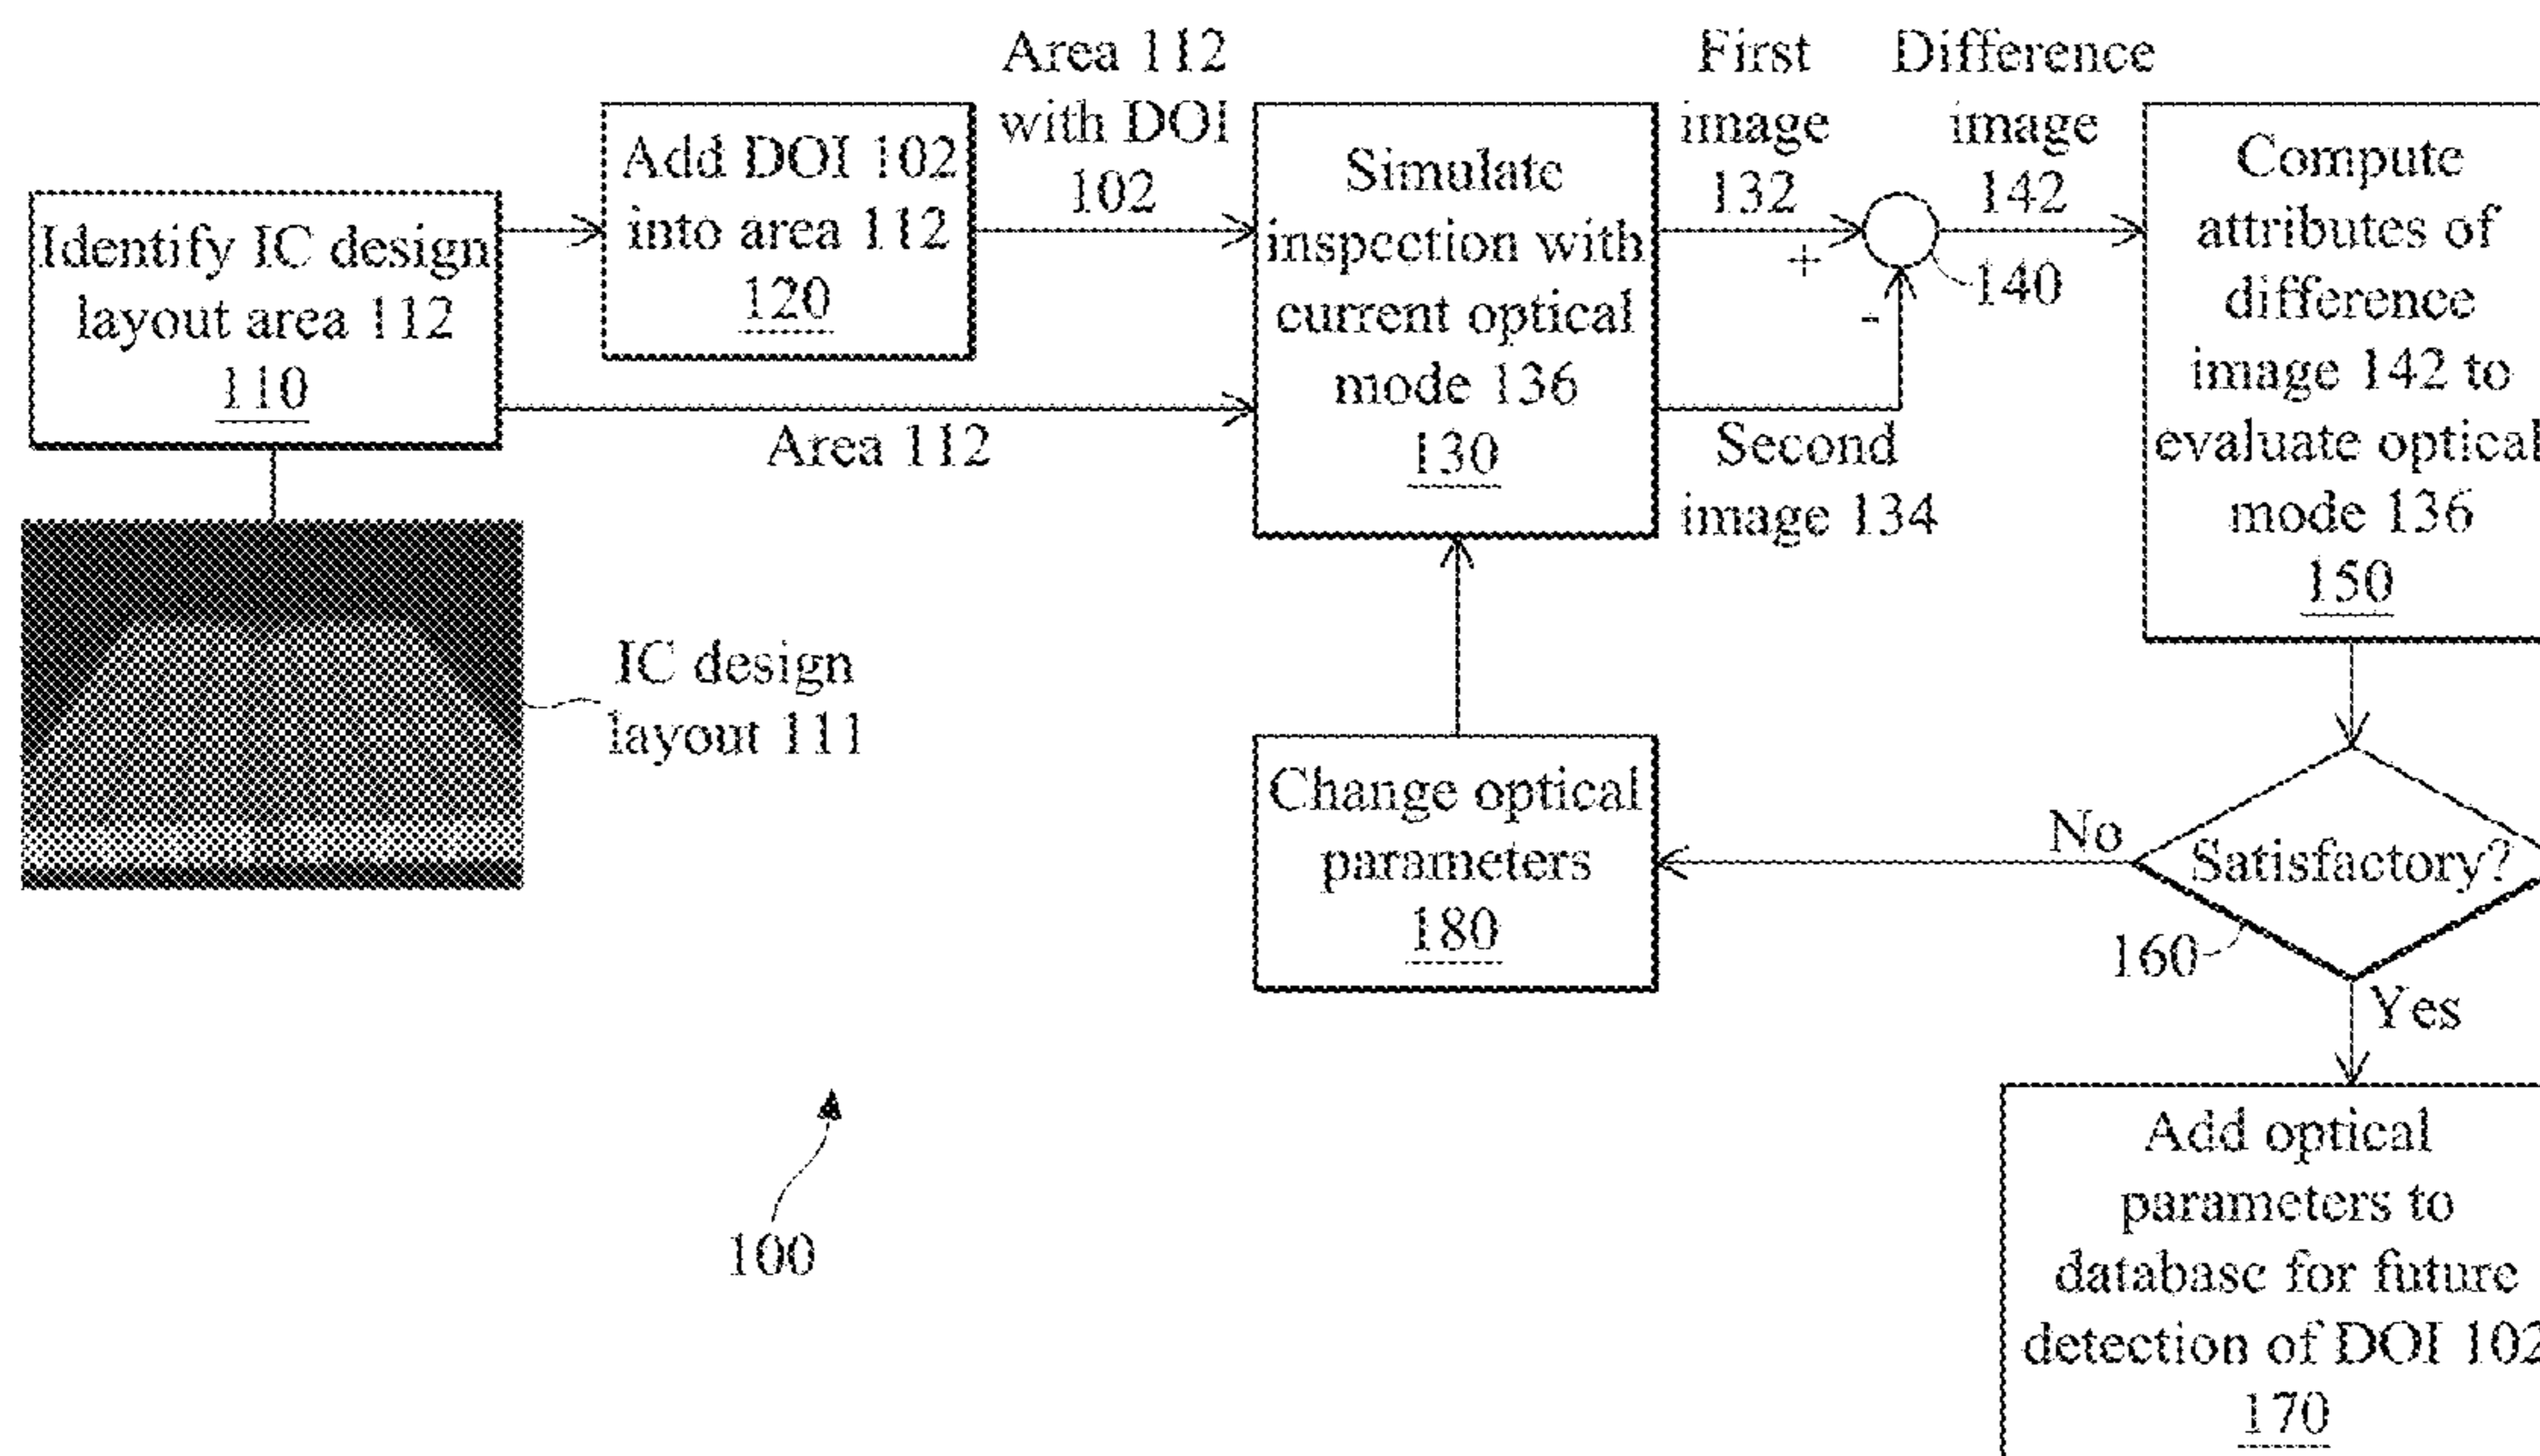 Identify IC design
layout area 112
110
Add DOI 102
into area 112
120
Area 112
with DOI
102
Area 112
Simulate
inspection with
current optical
mode 136
130
First
image
132
+
-
Second
image 134
140
Difference
image
142
Compute
attributes of
difference
image 142 to
evaluate optical
mode 136
150
IC design
layout 111
Change optical
parameters
180
No
Satisfactory?
160
Yes
Add optical
parameters to
database for future
detection of DOI 102
170
100